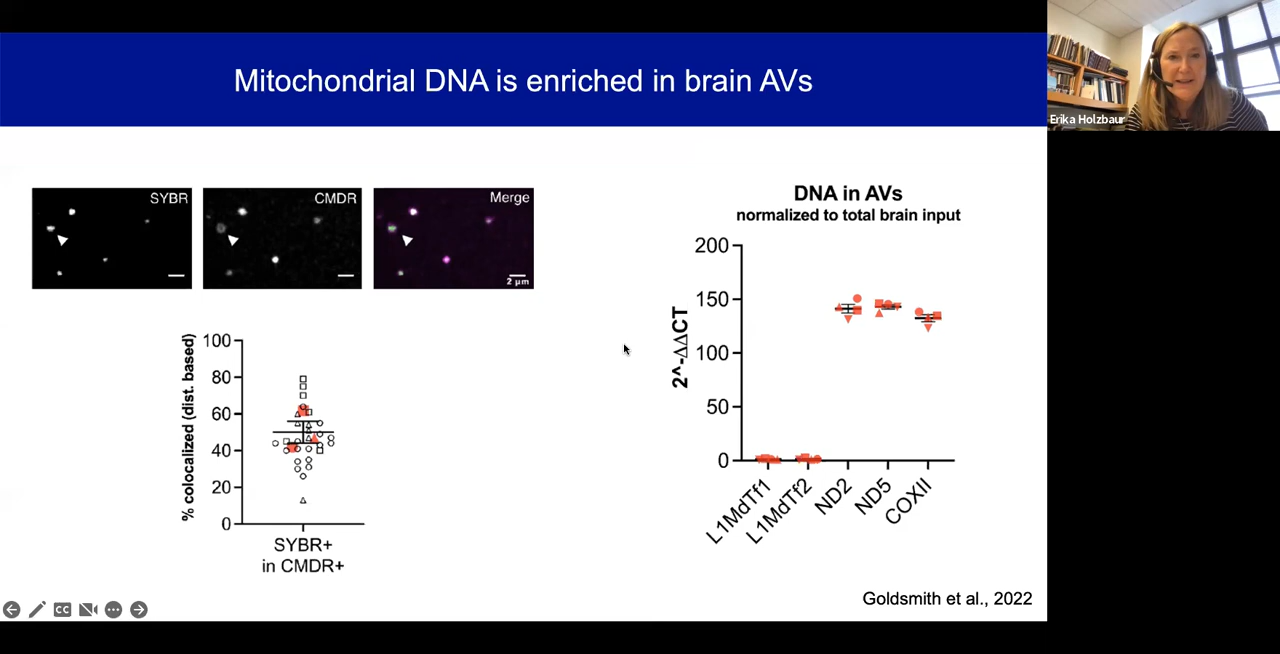 Mitochondrial DNA is enriched in brain AVs
Erika Holzbaur
SYBR
CMDR
Merge
2 µm
% colocalized (dist. based)
100
80
60
40
20
0
SYBR+
in CMDR+
DNA in AVs
normalized to total brain input
2^-ΔΔCT
200
150
100
50
0
L1MdTf1
L1MdTf2
ND2
ND5
COXII
Goldsmith et al., 2022
CC